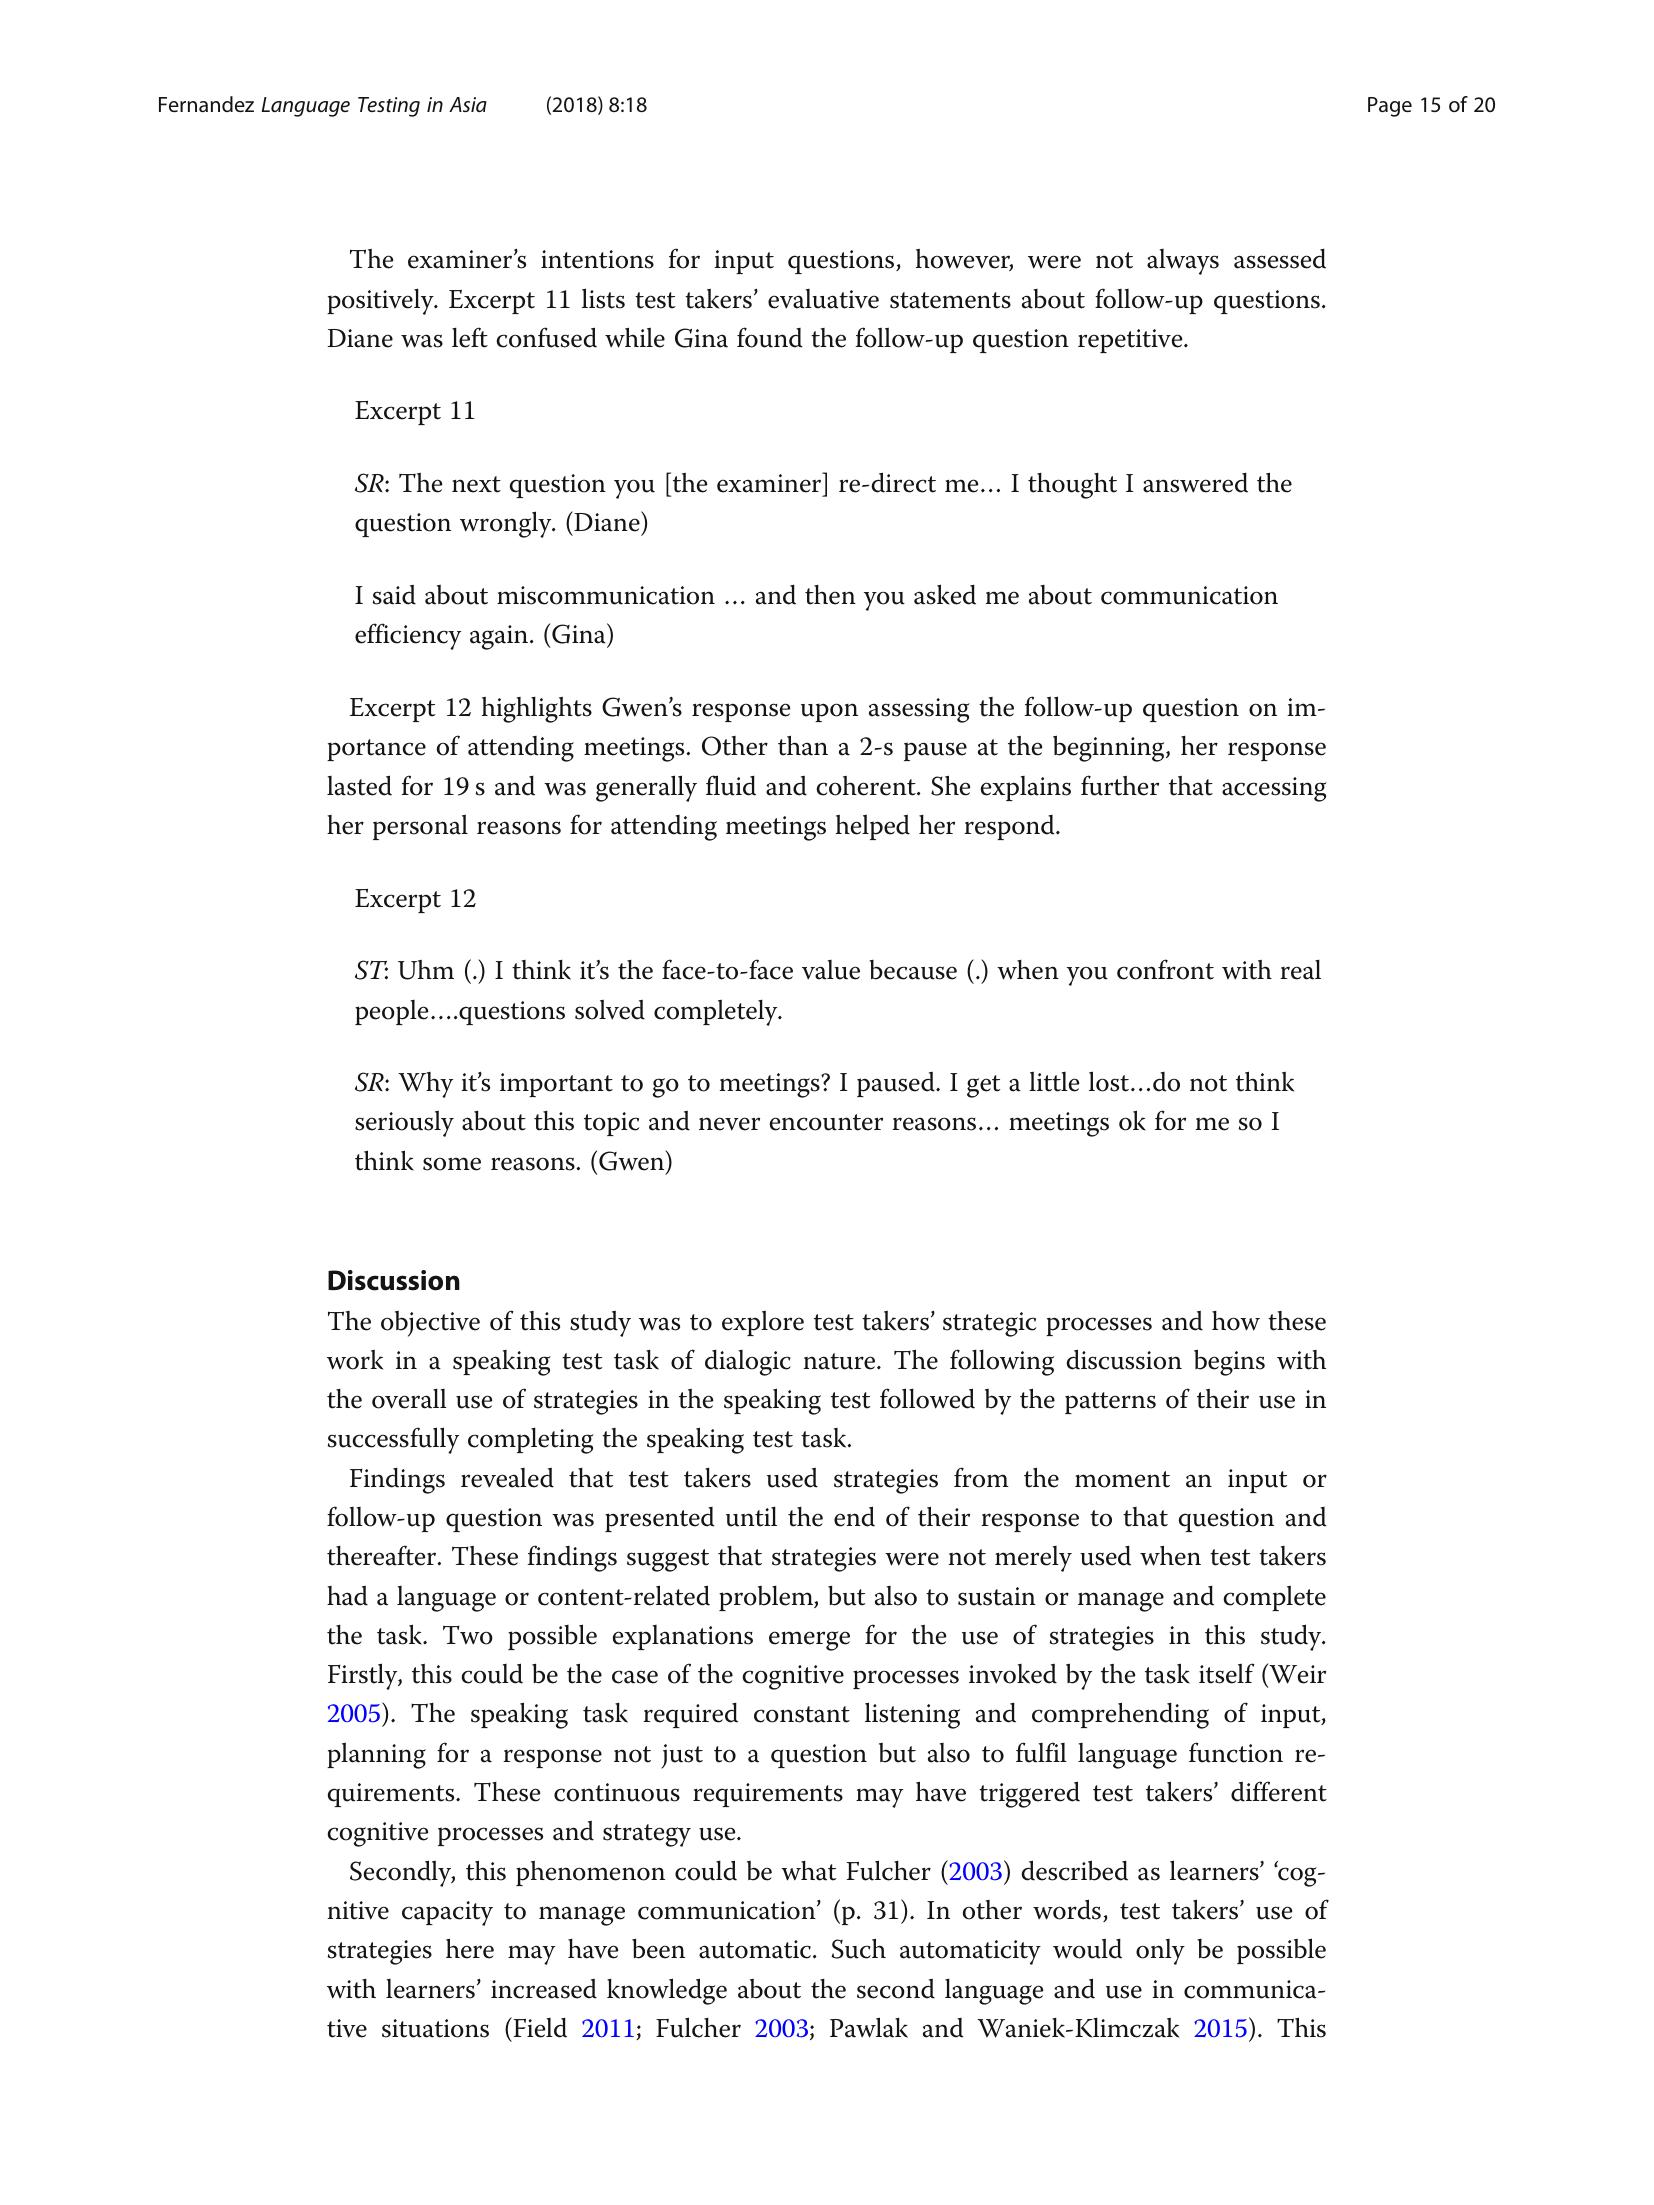 Fernandez Language Testing in Asia (2018) 8:18 Page 15 of 20
The examiner’s intentions for input questions, however, were not always assessed
positively. Excerpt 11 lists test takers’ evaluative statements about follow-up questions.
Diane was left confused while Gina found the follow-up question repetitive.
Excerpt 11
SR: The next question you [the examiner] re-direct me… I thought I answered the
question wrongly. (Diane)
I said about miscommunication … and then you asked me about communication
efficiency again. (Gina)
Excerpt 12 highlights Gwen’s response upon assessing the follow-up question on im-
portance of attending meetings. Other than a 2-s pause at the beginning, her response
lasted for 19 s and was generally fluid and coherent. She explains further that accessing
her personal reasons for attending meetings helped her respond.
Excerpt 12
ST: Uhm (.) I think it’s the face-to-face value because (.) when you confront with real
people….questions solved completely.
SR: Why it’s important to go to meetings? I paused. I get a little lost…do not think
seriously about this topic and never encounter reasons… meetings ok for me so I
think some reasons. (Gwen)
Discussion
The objective of this study was to explore test takers’ strategic processes and how these
work in a speaking test task of dialogic nature. The following discussion begins with
the overall use of strategies in the speaking test followed by the patterns of their use in
successfully completing the speaking test task.
Findings revealed that test takers used strategies from the moment an input or
follow-up question was presented until the end of their response to that question and
thereafter. These findings suggest that strategies were not merely used when test takers
had a language or content-related problem, but also to sustain or manage and complete
the task. Two possible explanations emerge for the use of strategies in this study.
Firstly, this could be the case of the cognitive processes invoked by the task itself (Weir
2005). The speaking task required constant listening and comprehending of input,
planning for a response not just to a question but also to fulfil language function re-
quirements. These continuous requirements may have triggered test takers’ different
cognitive processes and strategy use.
Secondly, this phenomenon could be what Fulcher (2003) described as learners’ ‘cog-
nitive capacity to manage communication’ (p. 31). In other words, test takers’ use of
strategies here may have been automatic. Such automaticity would only be possible
with learners’ increased knowledge about the second language and use in communica-
tive situations (Field 2011; Fulcher 2003; Pawlak and Waniek-Klimczak 2015). This